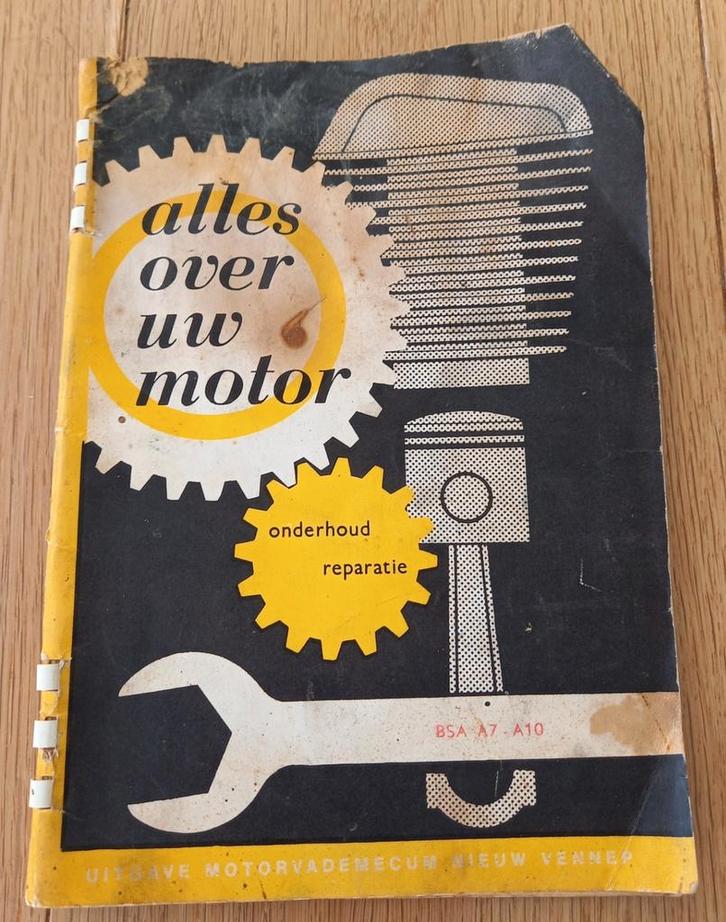 alles
over
uw
motor
onderhoud
reparatie
BSA A7 - A10
UITGAVE MOTORVADEMECUM NIEUW VENNEP